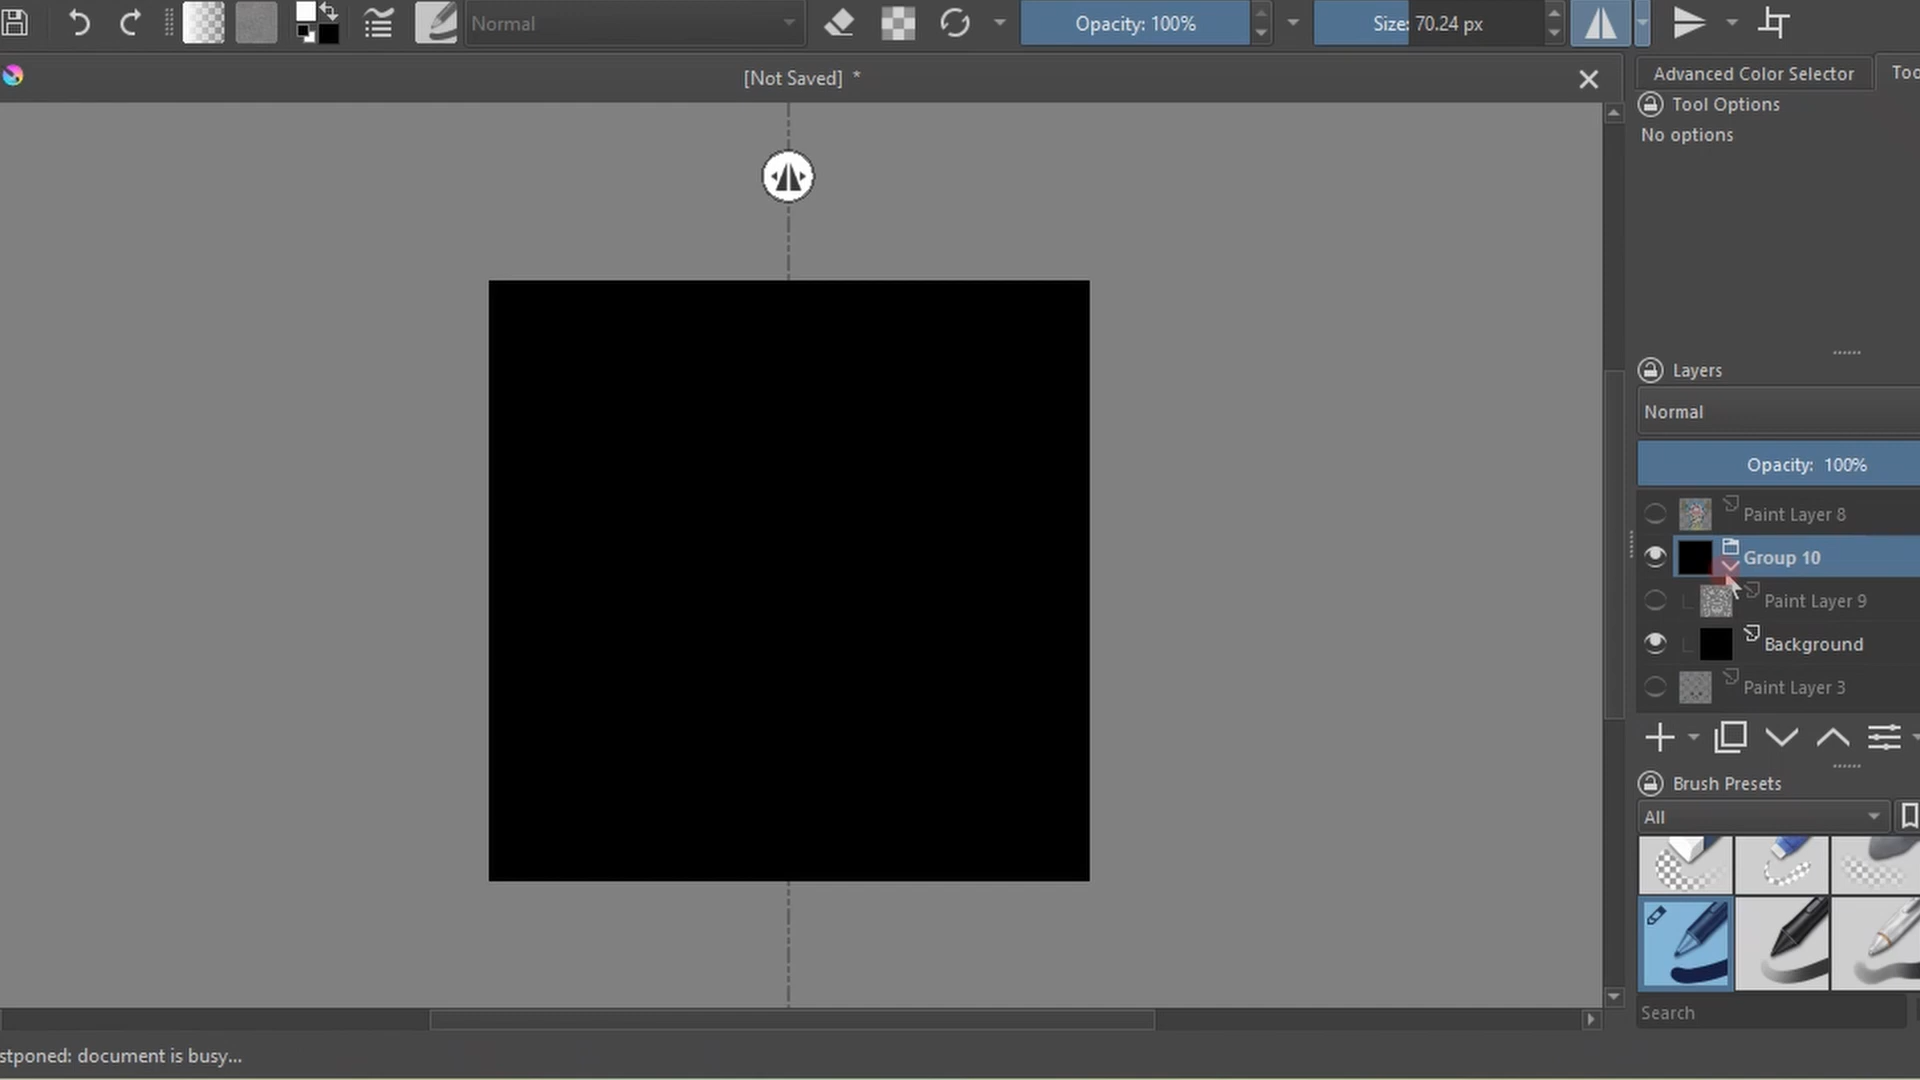 Normal
Opacity: 100%
Size: 70.24 px
[Not Saved] *
Advanced Color Selector
Too
Tool Options
No options
Layers
Normal
Opacity: 100%
Paint Layer 8
Group 10
Paint Layer 9
Background
Paint Layer 3
Brush Presets
All
Search
stponed: document is busy...